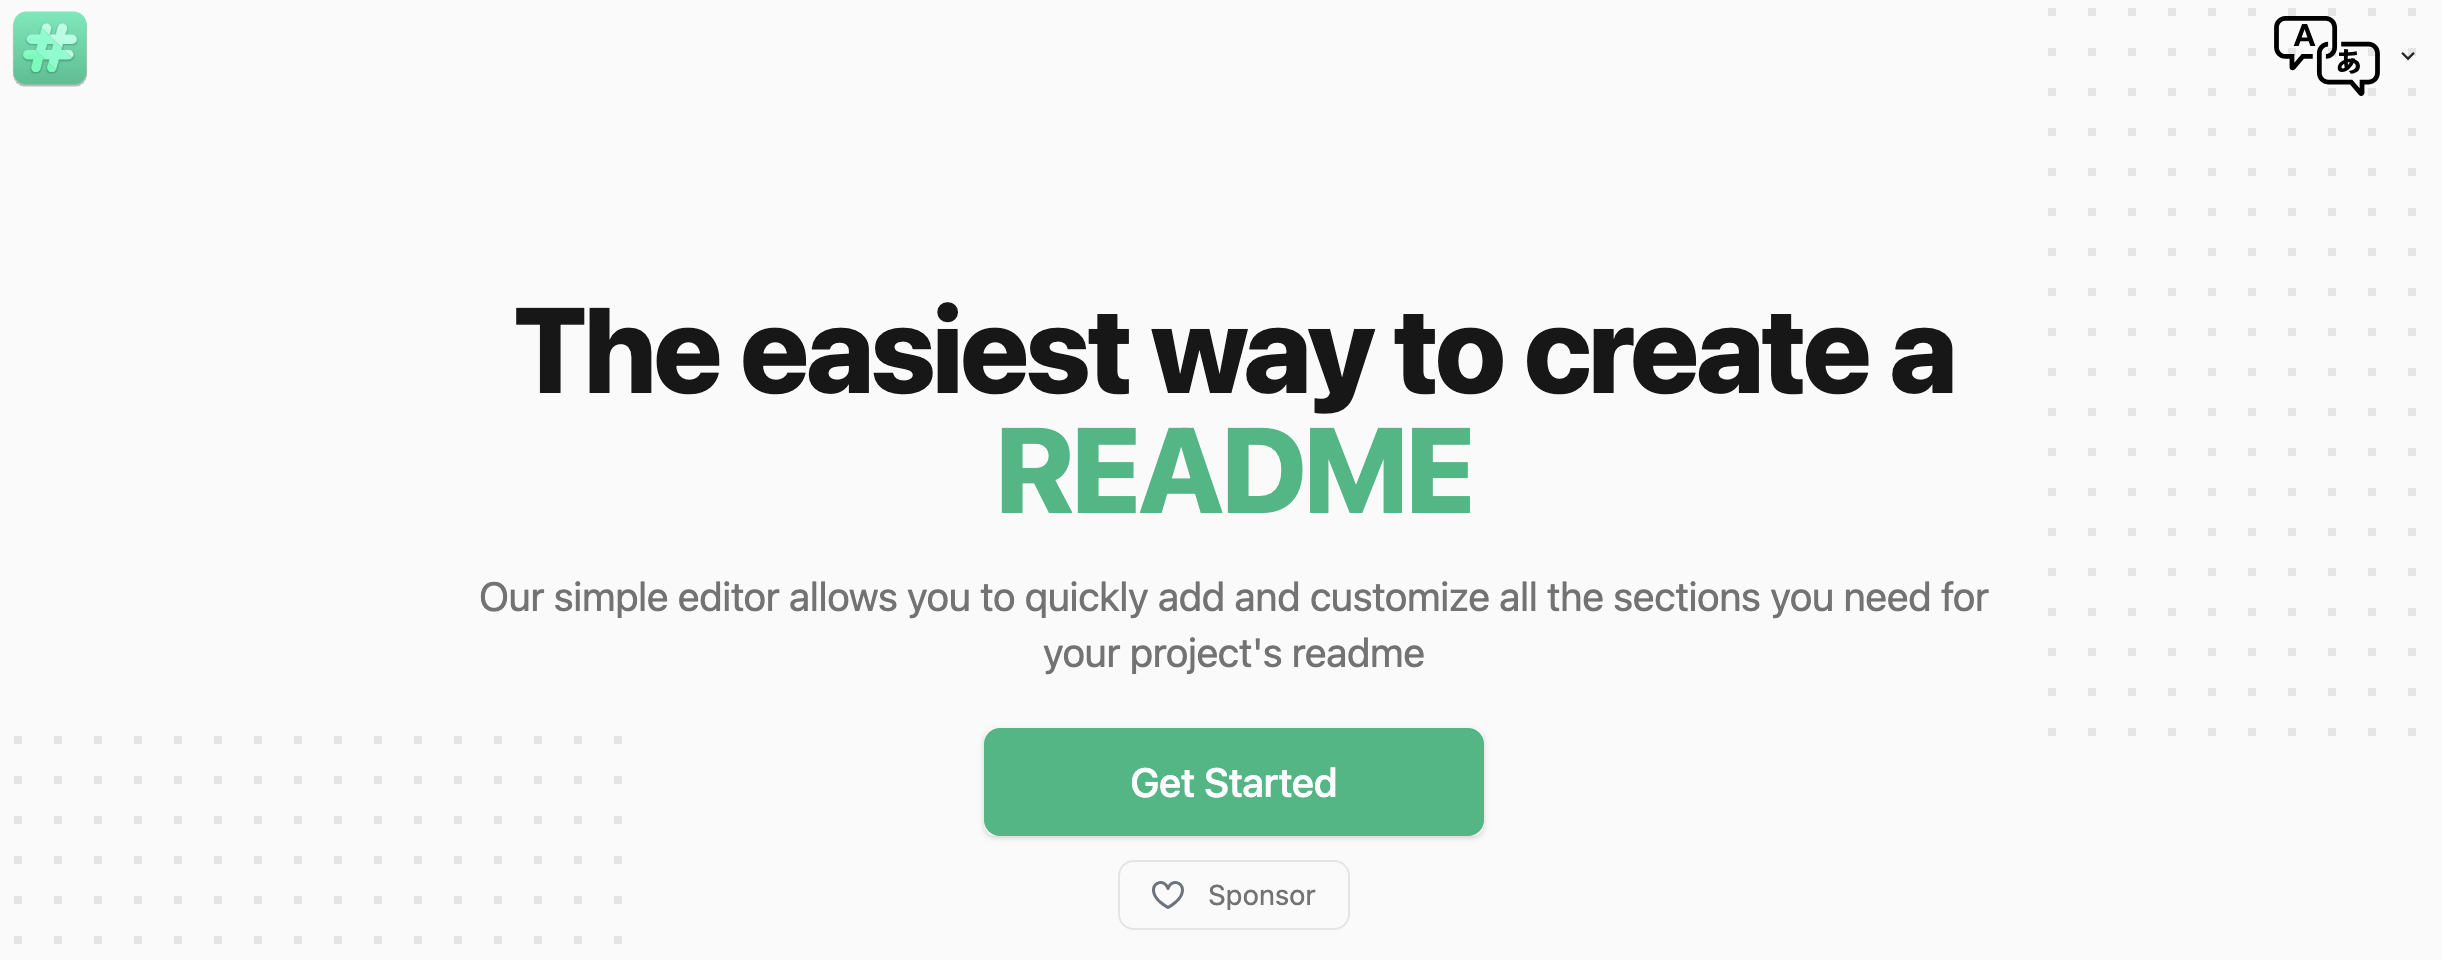 #
A
あ
The easiest way to create a
README
Our simple editor allows you to quickly add and customize all the sections you need for
your project's readme
Get Started
Sponsor